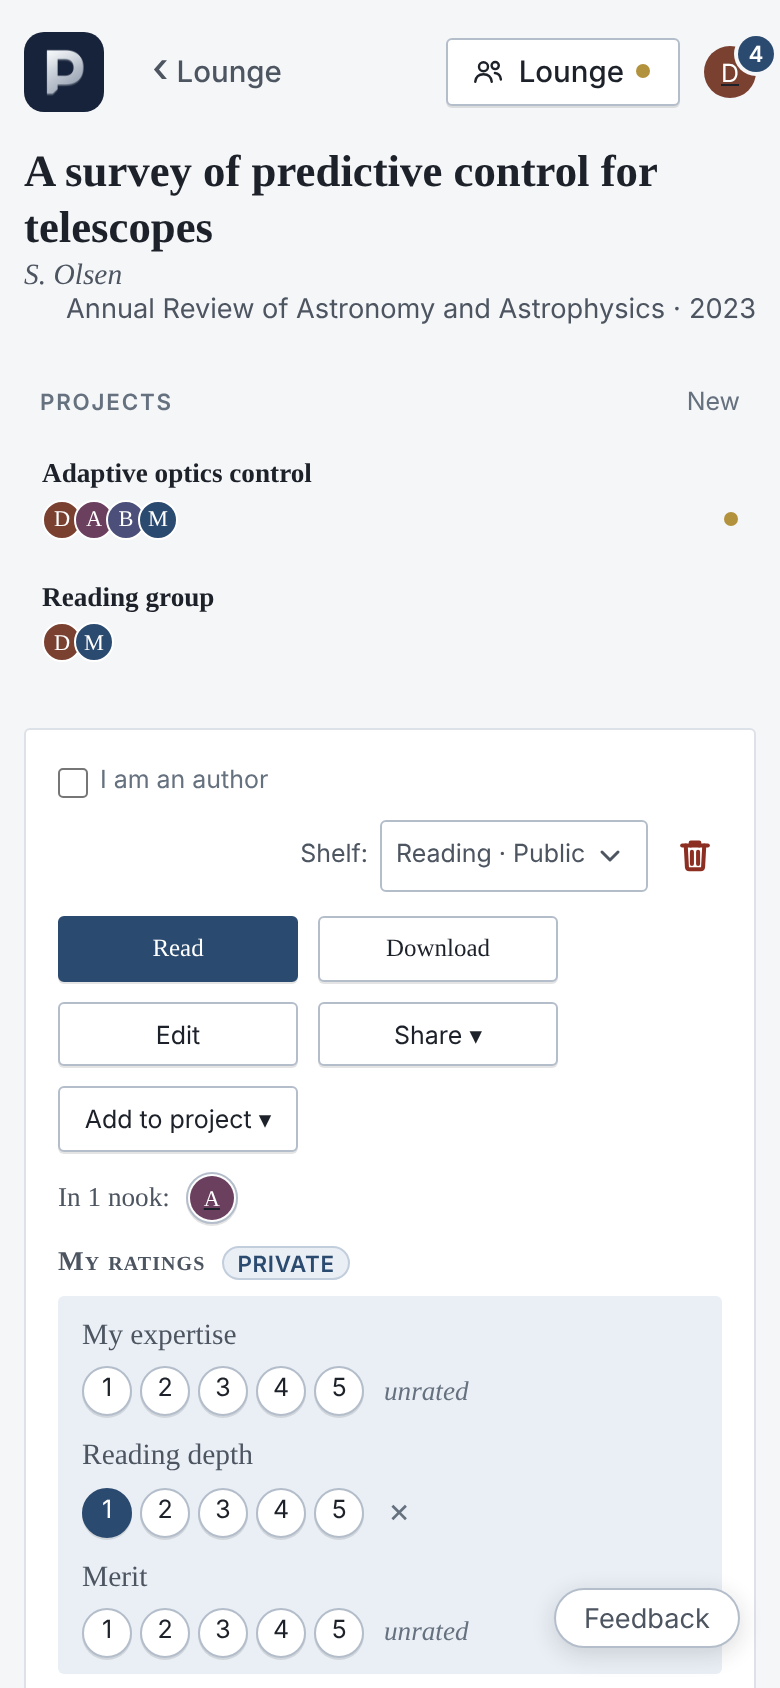 P
‹ Lounge
Lounge
D
4
A survey of predictive control for
telescopes
S. Olsen
Annual Review of Astronomy and Astrophysics · 2023
PROJECTS
New
Adaptive optics control
D A B M
Reading group
D M
I am an author
Shelf: Reading · Public
Read
Download
Edit
Share ▾
Add to project ▾
In 1 nook: A
My ratings PRIVATE
My expertise
1 2 3 4 5 unrated
Reading depth
1 2 3 4 5 ×
Merit
1 2 3 4 5 unrated
Feedback